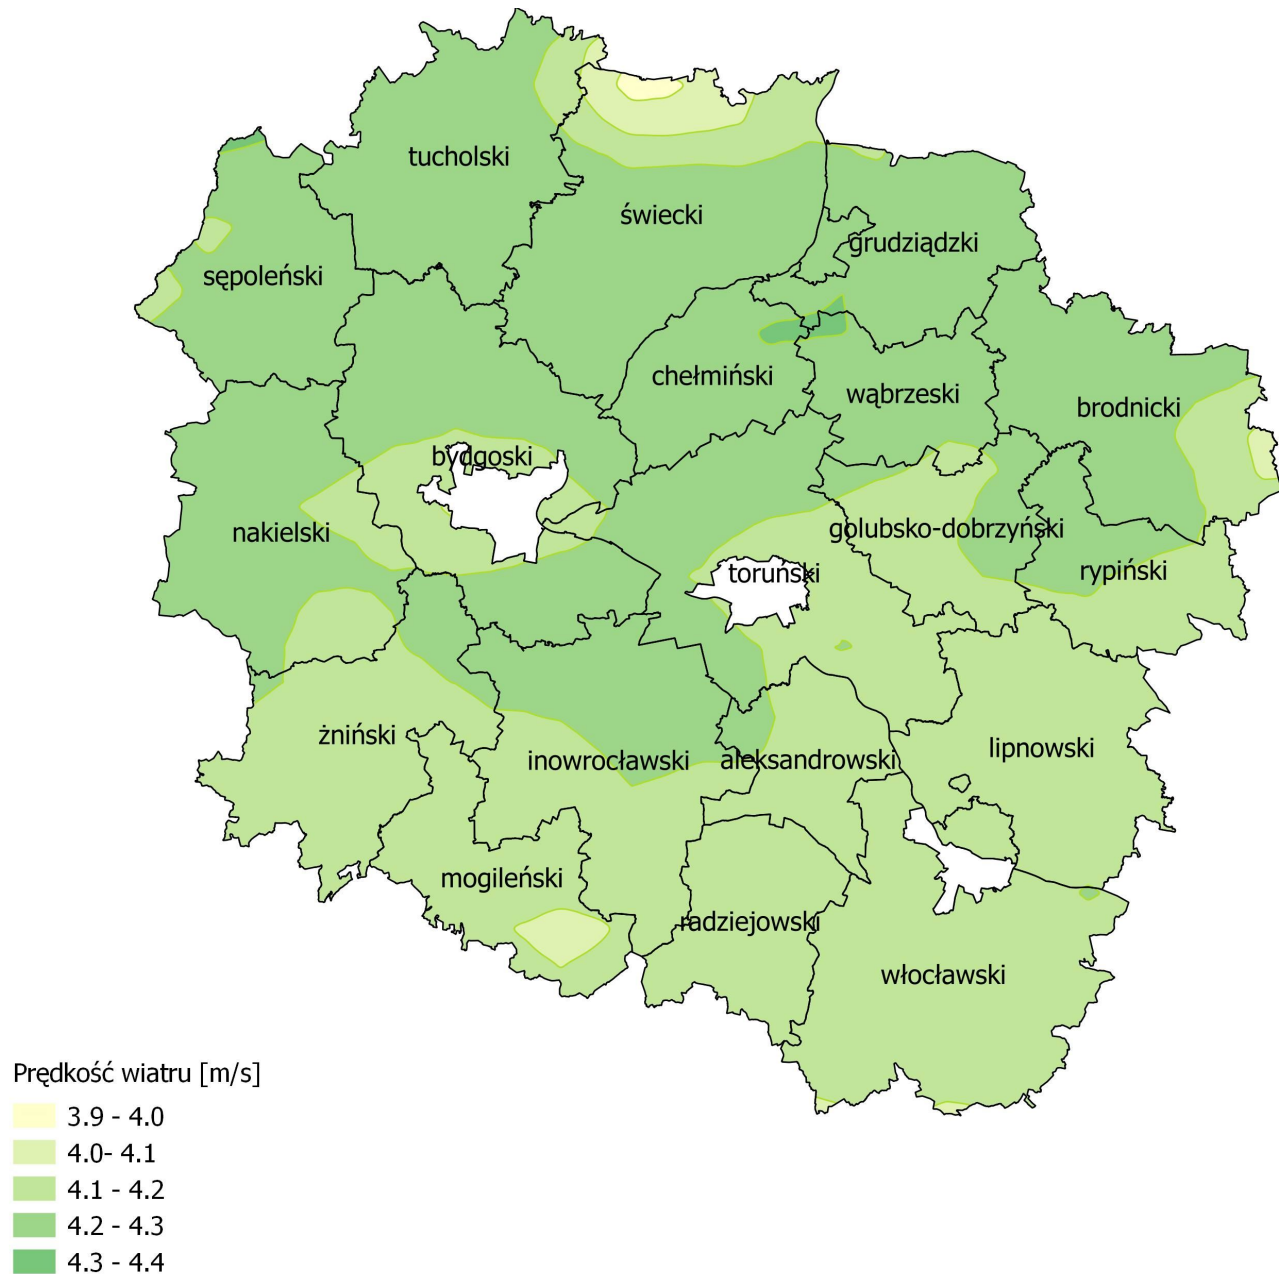 tucholski
świecki
grudziądzki
sępoleński
chełmiński
wąbrzeski
brodnicki
bydgoski
nakielski
golubsko-dobrzyński
toruński
rypiński
żniński
inowrocławski
aleksandrowski
lipnowski
mogileński
radziejowski
włocławski
Prędkość wiatru [m/s]
3.9 - 4.0
4.0- 4.1
4.1 - 4.2
4.2 - 4.3
4.3 - 4.4